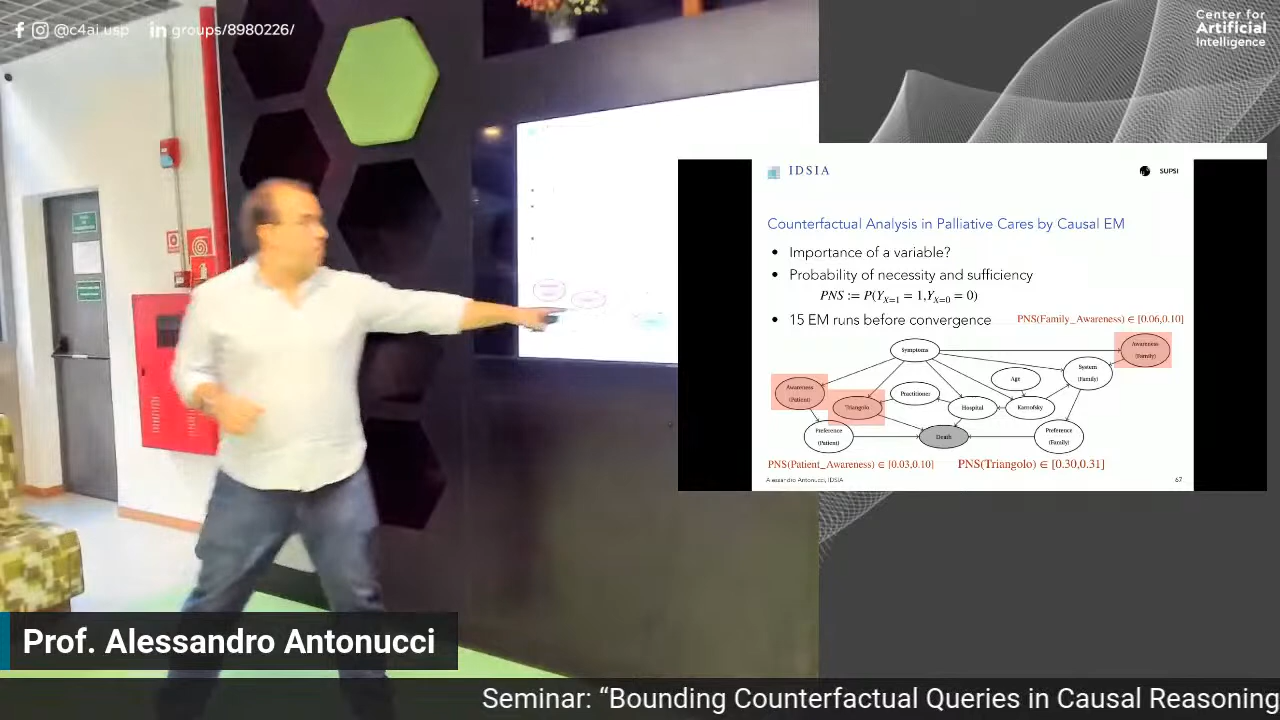 @c4ai.usp
groups/8980226/
Center for
Artificial
Intelligence
IDSIA
SUPSI
Counterfactual Analysis in Palliative Cares by Causal EM
• Importance of a variable?
• Probability of necessity and sufficiency
PNS := P(Y_{X=1} = 1, Y_{X=0} = 0)
• 15 EM runs before convergence
PNS(Family_Awareness) ∈ [0.06,0.10]
Symptoms
Awareness
(Family)
System
(Family)
Age
Awareness
(Patient)
Practitioner
Triangolo
Hospital
Karnofsky
Preference
(Patient)
Death
Preference
(Family)
PNS(Patient_Awareness) ∈ [0.03,0.10]
PNS(Triangolo) ∈ [0.30,0.31]
Alessandro Antonucci, IDSIA
67
Prof. Alessandro Antonucci
Seminar: “Bounding Counterfactual Queries in Causal Reasoning